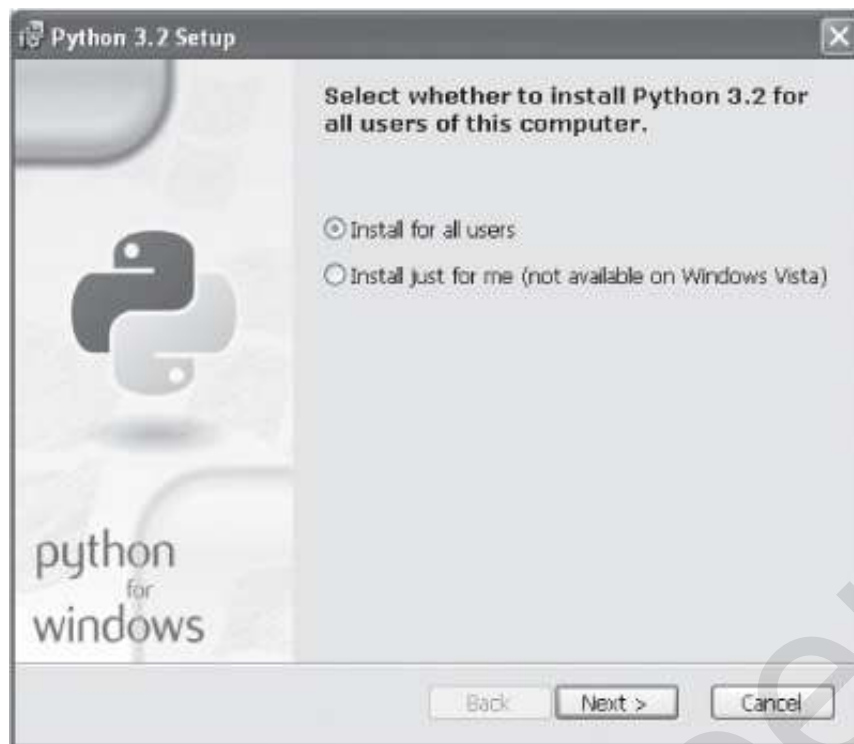 Python 3.2 Setup
Select whether to install Python 3.2 for
all users of this computer.
Install for all users
Install just for me (not available on Windows Vista)
python
for
windows
Back
Next >
Cancel